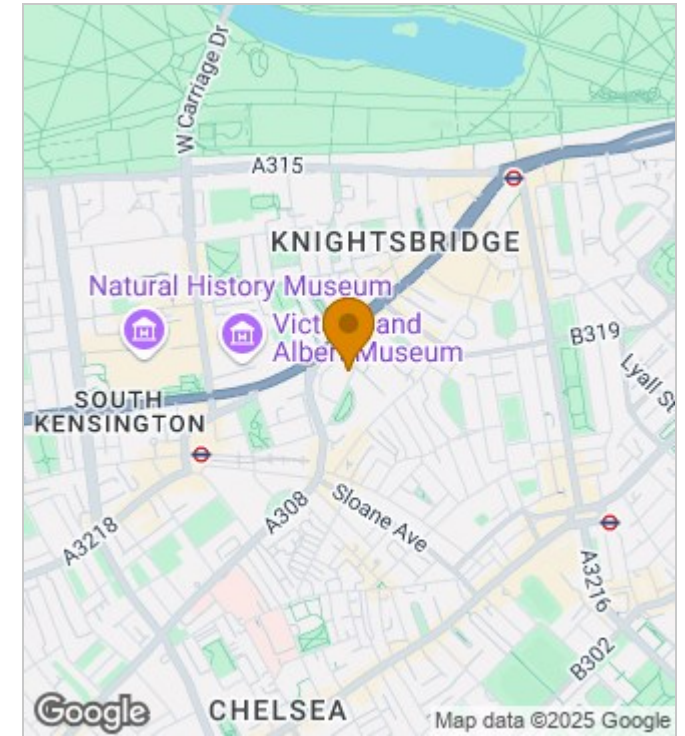 W Carriage Dr
A315
KNIGHTSBRIDGE
Natural History Museum
Vict and
Albert Museum
B319
Lyall St
SOUTH
KENSINGTON
A308
Sloane Ave
A3218
A3216
B302
CHELSEA
Google
Map data ©2025 Google